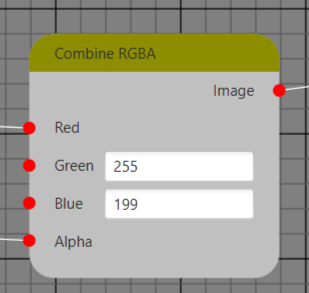 Combine RGBA
Image
Red
Green 255
Blue 199
Alpha